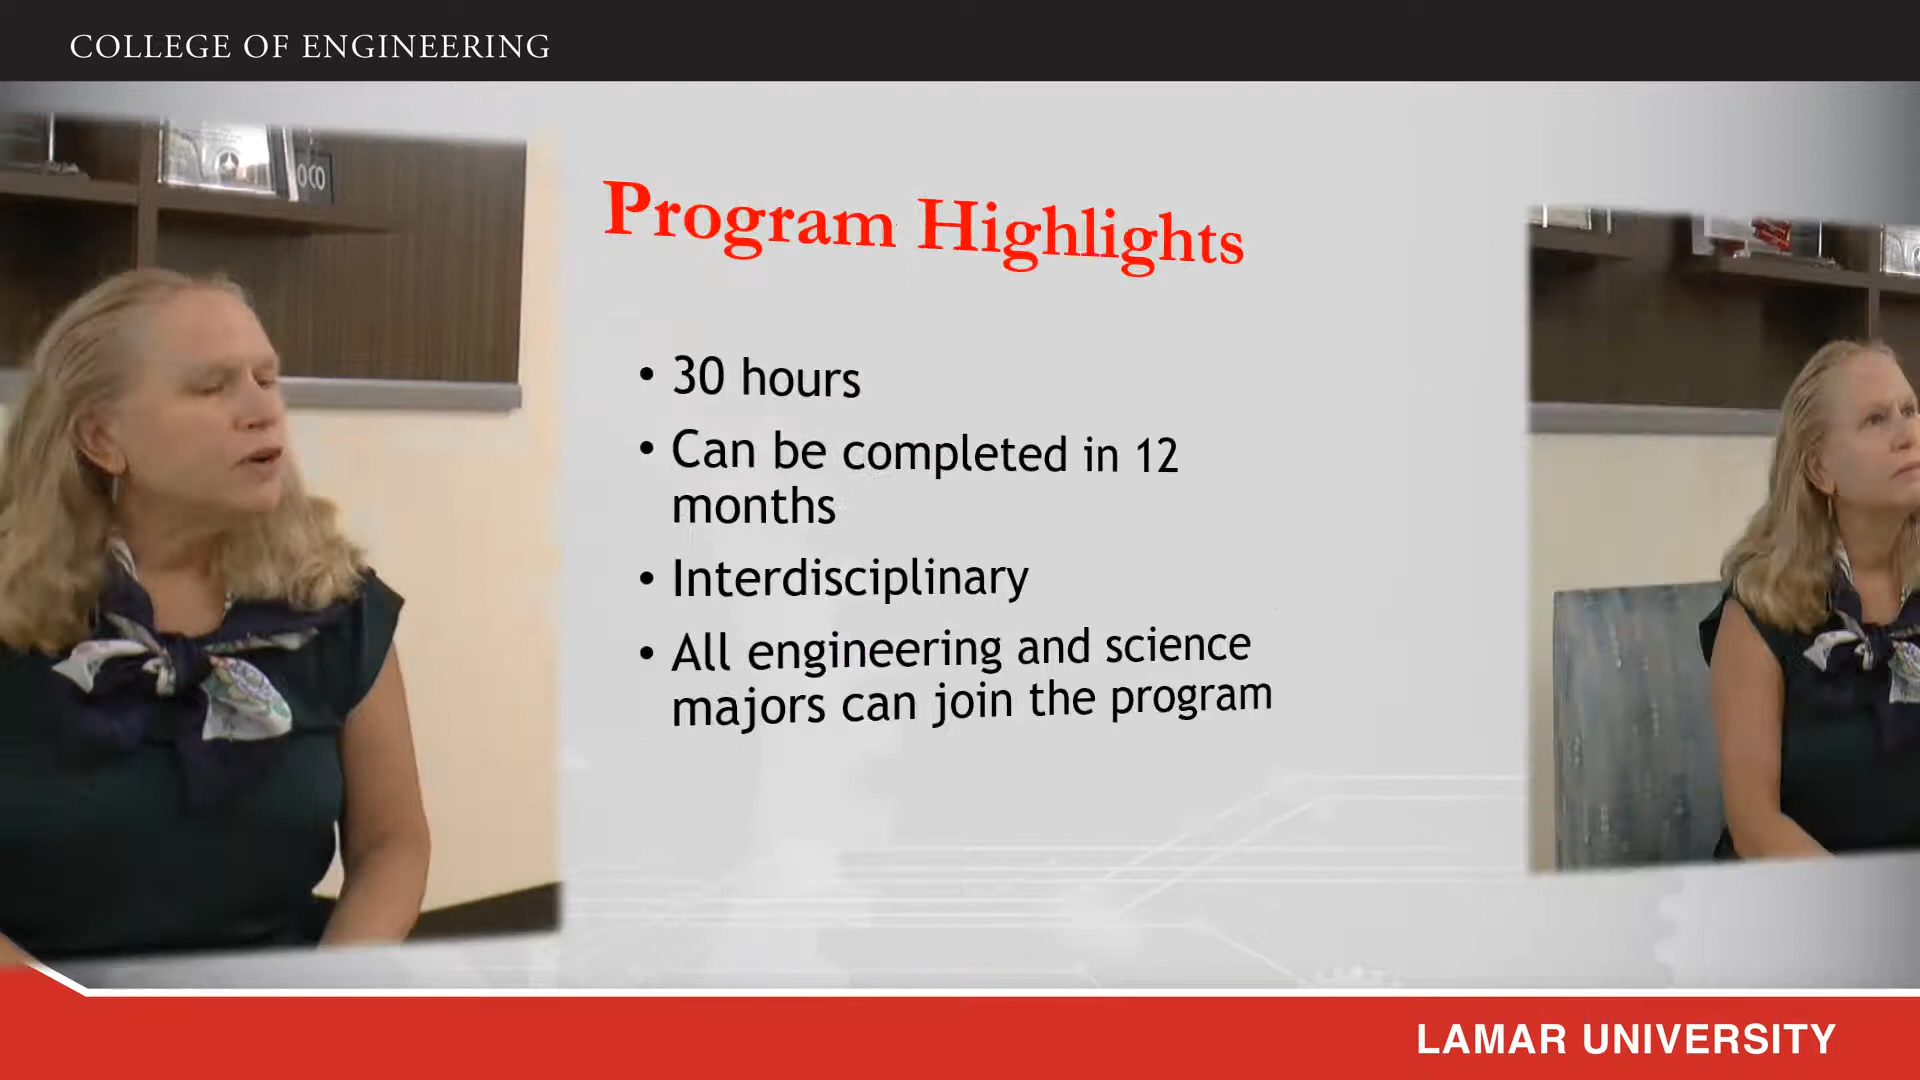 COLLEGE OF ENGINEERING
Program Highlights
• 30 hours
• Can be completed in 12
months
• Interdisciplinary
• All engineering and science
majors can join the program
LAMAR UNIVERSITY